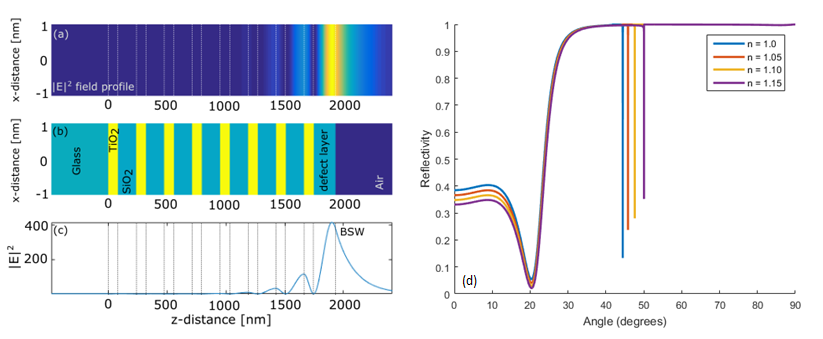 (a)
|E|² field profile
x-distance [nm]
1
0
-1
0 500 1000 1500 2000
(b)
Glass
TiO2
SiO2
defect layer
Air
x-distance [nm]
1
0
-1
0 500 1000 1500 2000
(c)
BSW
|E|²
400
200
0 500 1000 1500 2000
z-distance [nm]
(d)
Reflectivity
1
0.9
0.8
0.7
0.6
0.5
0.4
0.3
0.2
0.1
0
0 10 20 30 40 50 60 70 80 90
Angle (degrees)
n = 1.0
n = 1.05
n = 1.10
n = 1.15